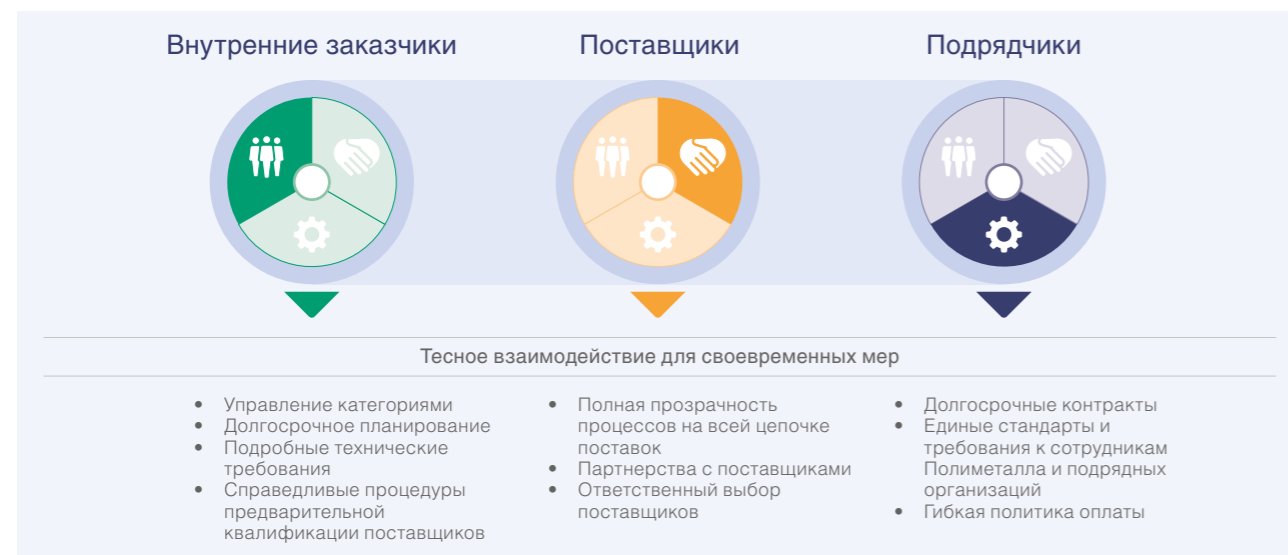 Внутренние заказчики
Поставщики
Подрядчики
Тесное взаимодействие для своевременных мер
• Управление категориями
• Долгосрочное планирование
• Подробные технические
требования
• Справедливые процедуры
предварительной
квалификации поставщиков
• Полная прозрачность
процессов на всей цепочке
поставок
• Партнерства с поставщиками
• Ответственный выбор
поставщиков
• Долгосрочные контракты
• Единые стандарты и
требования к сотрудникам
Полиметалла и подрядных
организаций
• Гибкая политика оплаты